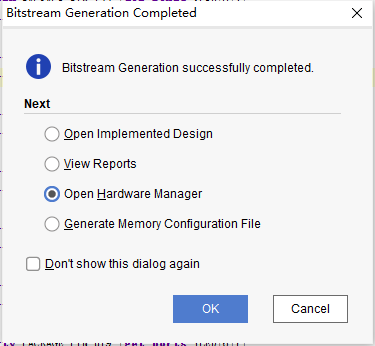 Bitstream Generation Completed
Bitstream Generation successfully completed.
Next
Open Implemented Design
View Reports
Open Hardware Manager
Generate Memory Configuration File
Don't show this dialog again
OK
Cancel